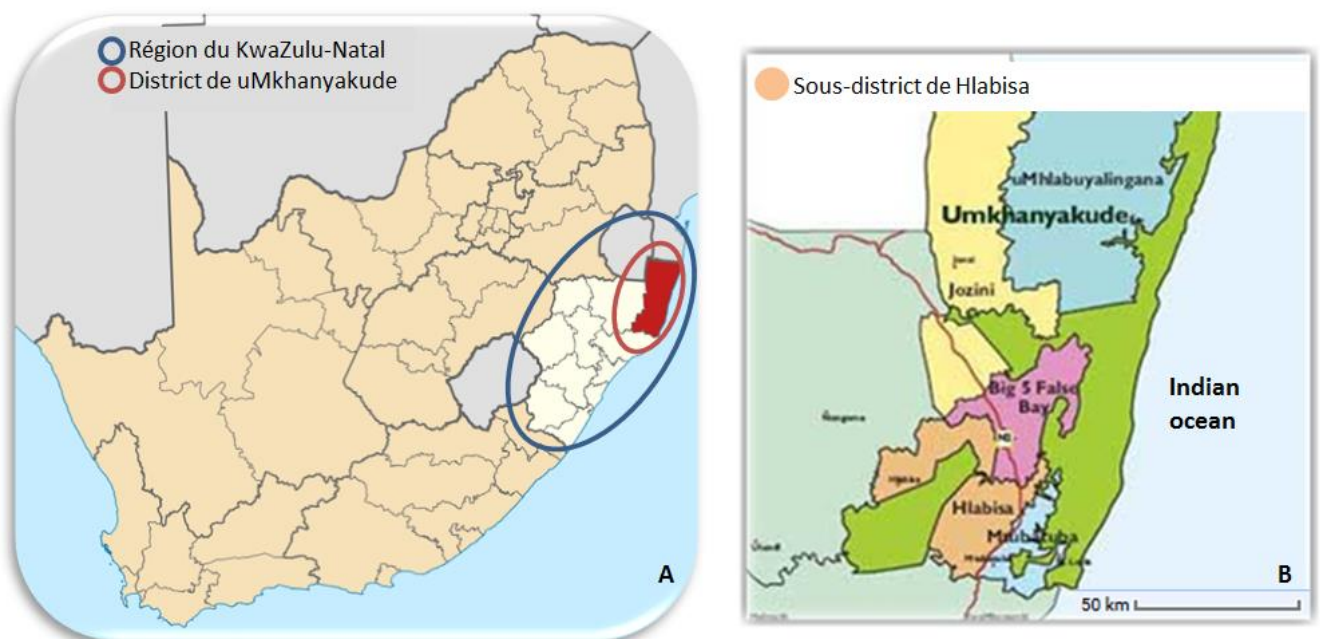 Région du KwaZulu-Natal
District de uMkhanyakude
A
Sous-district de Hlabisa
uMhlabuyalingana
Umkhanyakude
Jozini
Big 5 False
Bay
Indian
ocean
Hlabisa
Mtubatuba
B
50 km